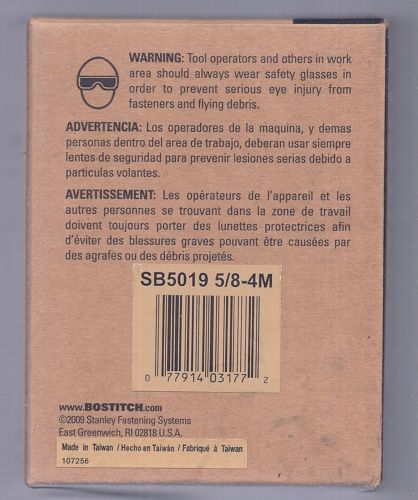 WARNING: Tool operators and others in work
area should always wear safety glasses in
order to prevent serious eye injury from
fasteners and flying debris.
ADVERTENCIA: Los operadores de la maquina, y demas
personas dentro del area de trabajo, deberan usar siempre
lentes de seguridad para prevenir lesiones serias debido a
particulas volantes.
AVERTISSEMENT: Les opérateurs de l'appareil et les
autres personnes se trouvant dans la zone de travail
doivent toujours porter des lunettes protectrices afin
d'éviter des blessures graves pouvant être causées par
des agrafes ou des débris projetés.
SB5019 5/8-4M
0 77914 03177 2
www.BOSTITCH.com
©2009 Stanley Fastening Systems
East Greenwich, RI 02818 U.S.A.
Made in Taiwan / Hecho en Taiwán / Fabriqué à Taiwan
107256